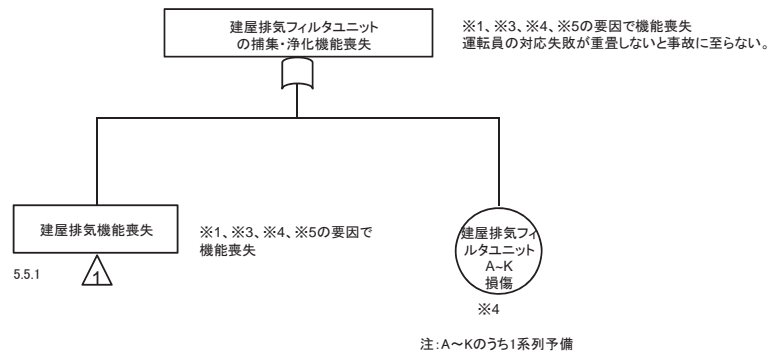 建屋排気フィルタユニット
の捕集・浄化機能喪失
※1、※3、※4、※5の要因で機能喪失
運転員の対応失敗が重畳しないと事故に至らない。
建屋排気機能喪失
※1、※3、※4、※5の要因で
機能喪失
5.5.1
1
建屋排気フィ
ルタユニット
A~K
損傷
※4
注:A～Kのうち1系列予備